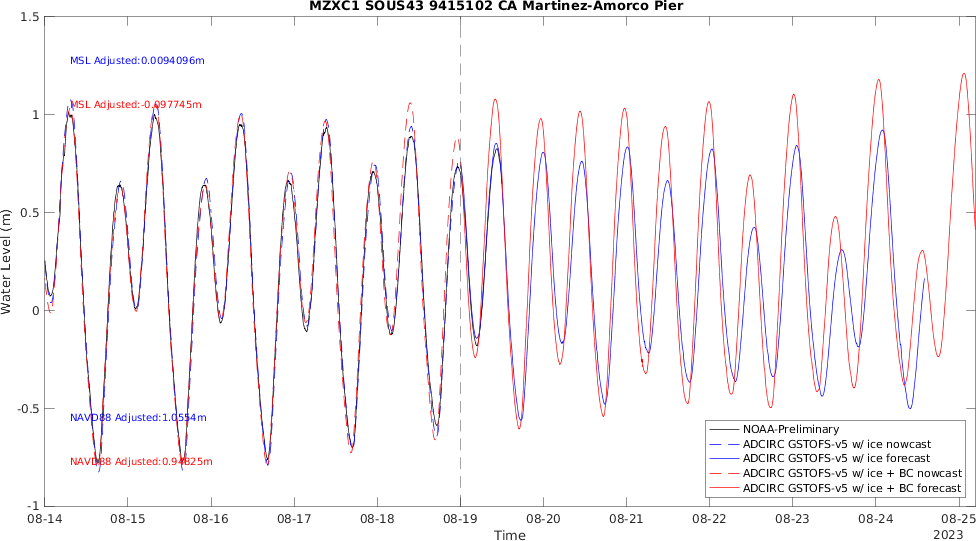 MZXC1 SOUS43 9415102 CA Martinez-Amorco Pier
1.5
1
0.5
0
-0.5
-1
Water Level (m)
MSL Adjusted:0.0094096m
MSL Adjusted:-0.097745m
NAVD88 Adjusted:1.0554m
NAVD88 Adjusted:0.94825m
NOAA-Preliminary
ADCIRC GSTOFS-v5 w/ ice nowcast
ADCIRC GSTOFS-v5 w/ ice forecast
ADCIRC GSTOFS-v5 w/ ice + BC nowcast
ADCIRC GSTOFS-v5 w/ ice + BC forecast
08-14 08-15 08-16 08-17 08-18 08-19 08-20 08-21 08-22 08-23 08-24 08-25
Time
2023